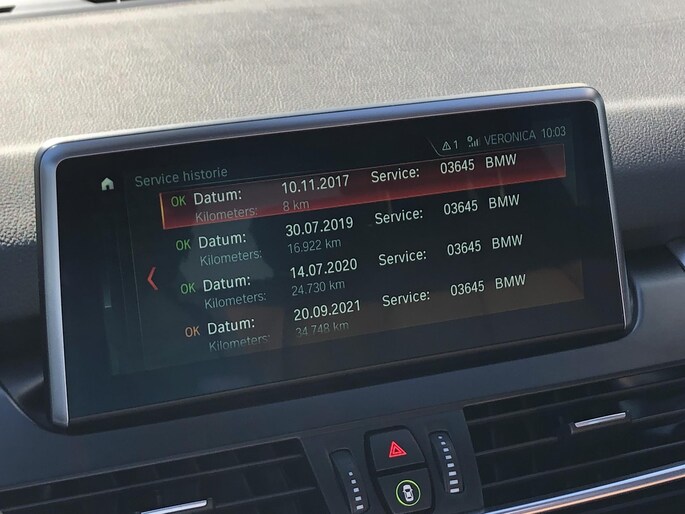 1 VERONICA 10:03
Service historie
OK Datum: 10.11.2017 Service: 03645 BMW
Kilometers: 8 km
OK Datum: 30.07.2019 Service: 03645 BMW
Kilometers: 16.922 km
OK Datum: 14.07.2020 Service: 03645 BMW
Kilometers: 24.730 km
OK Datum: 20.09.2021 Service: 03645 BMW
Kilometers: 34.748 km